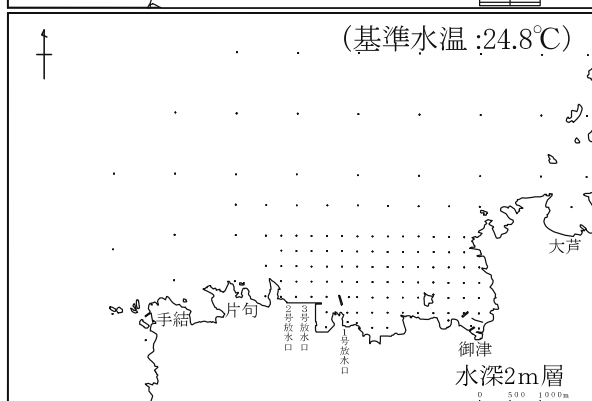 (基準水温 :24.8℃)
大芦
手結
片句
2号放水口
3号放水口
1号放水口
御津
水深2m層
0 500 1000m